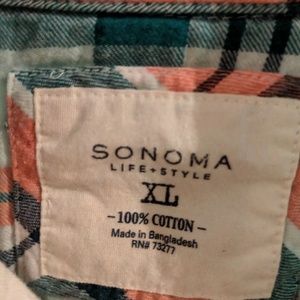 SONOMA
LIFE+STYLE
XL
-100% COTTON-
Made in Bangladesh
RN# 73277